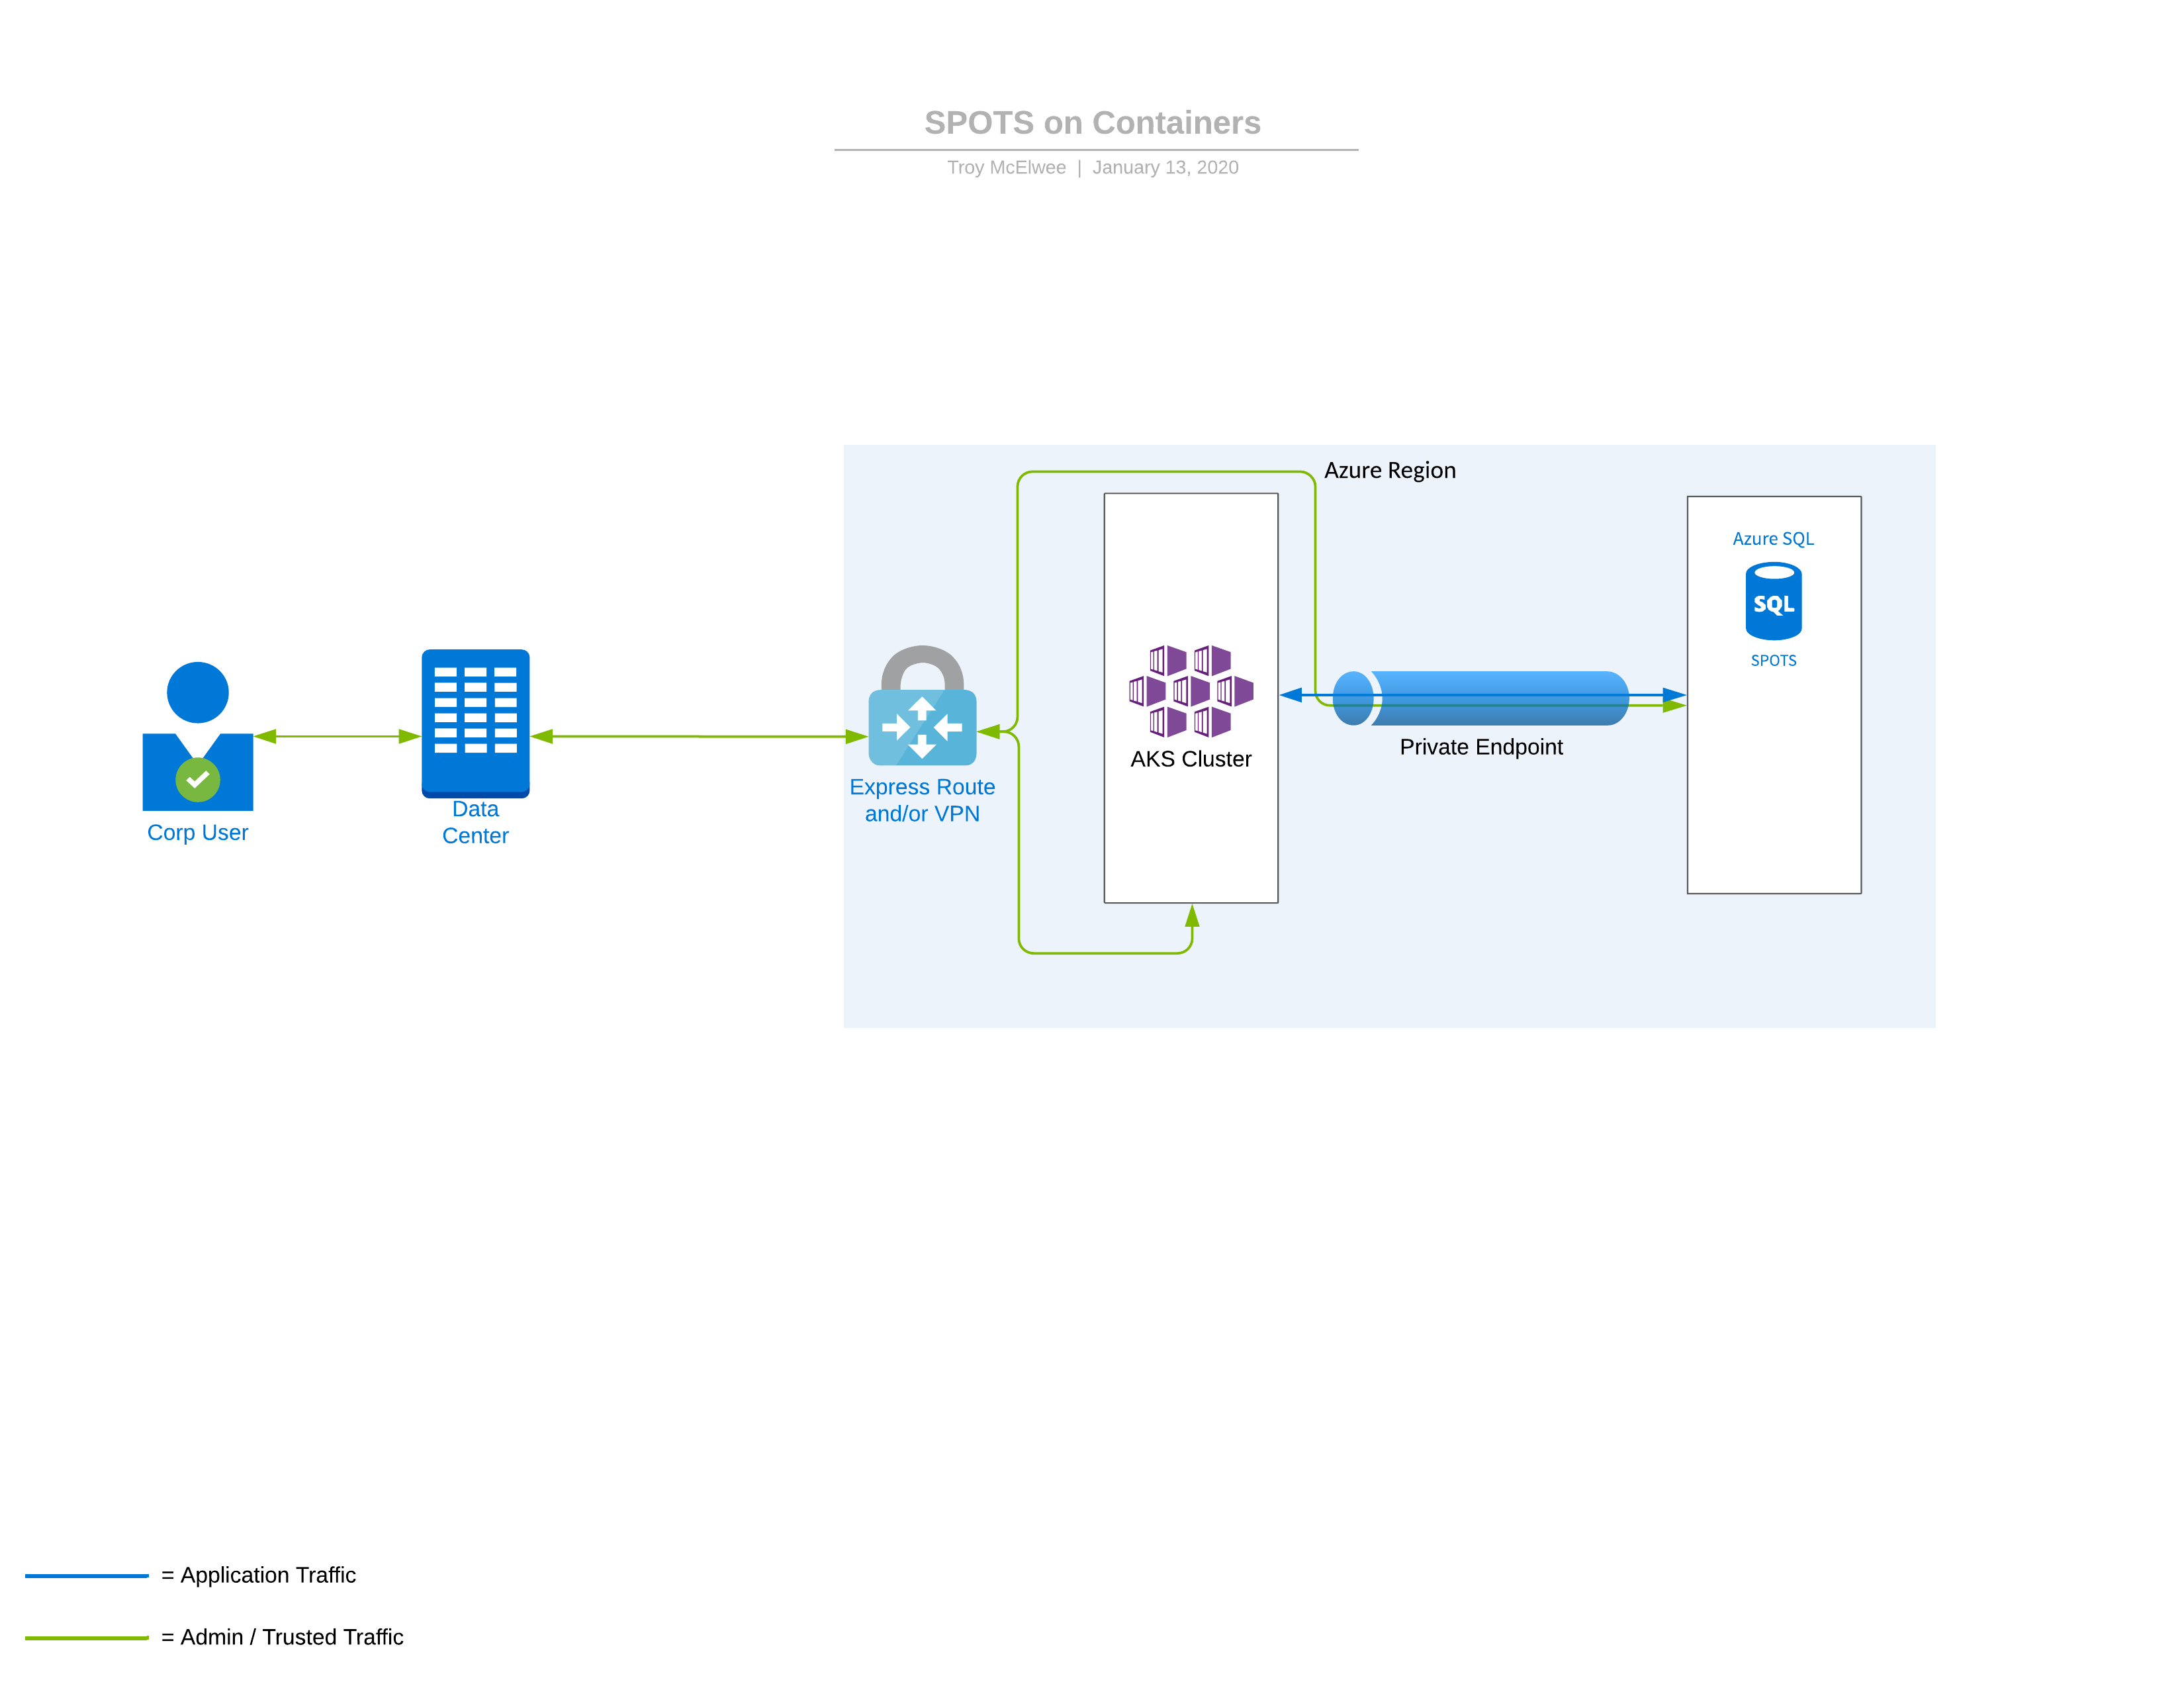 SPOTS on Containers
Troy McElwee | January 13, 2020
Azure Region
Azure SQL
SQL
SPOTS
Private Endpoint
AKS Cluster
Express Route
and/or VPN
Data
Center
Corp User
= Application Traffic
= Admin / Trusted Traffic